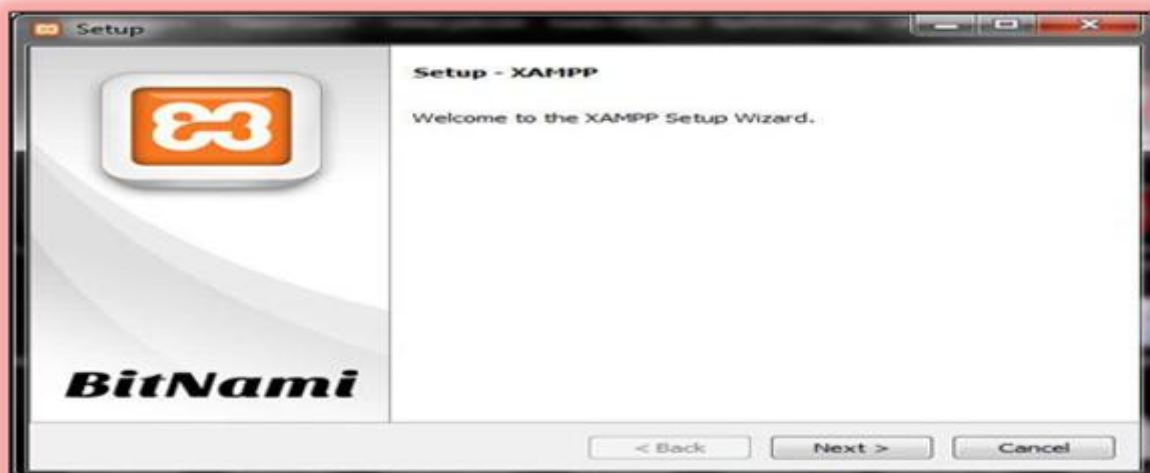 Setup
Setup - XAMPP
Welcome to the XAMPP Setup Wizard.
BitNami
< Back Next > Cancel